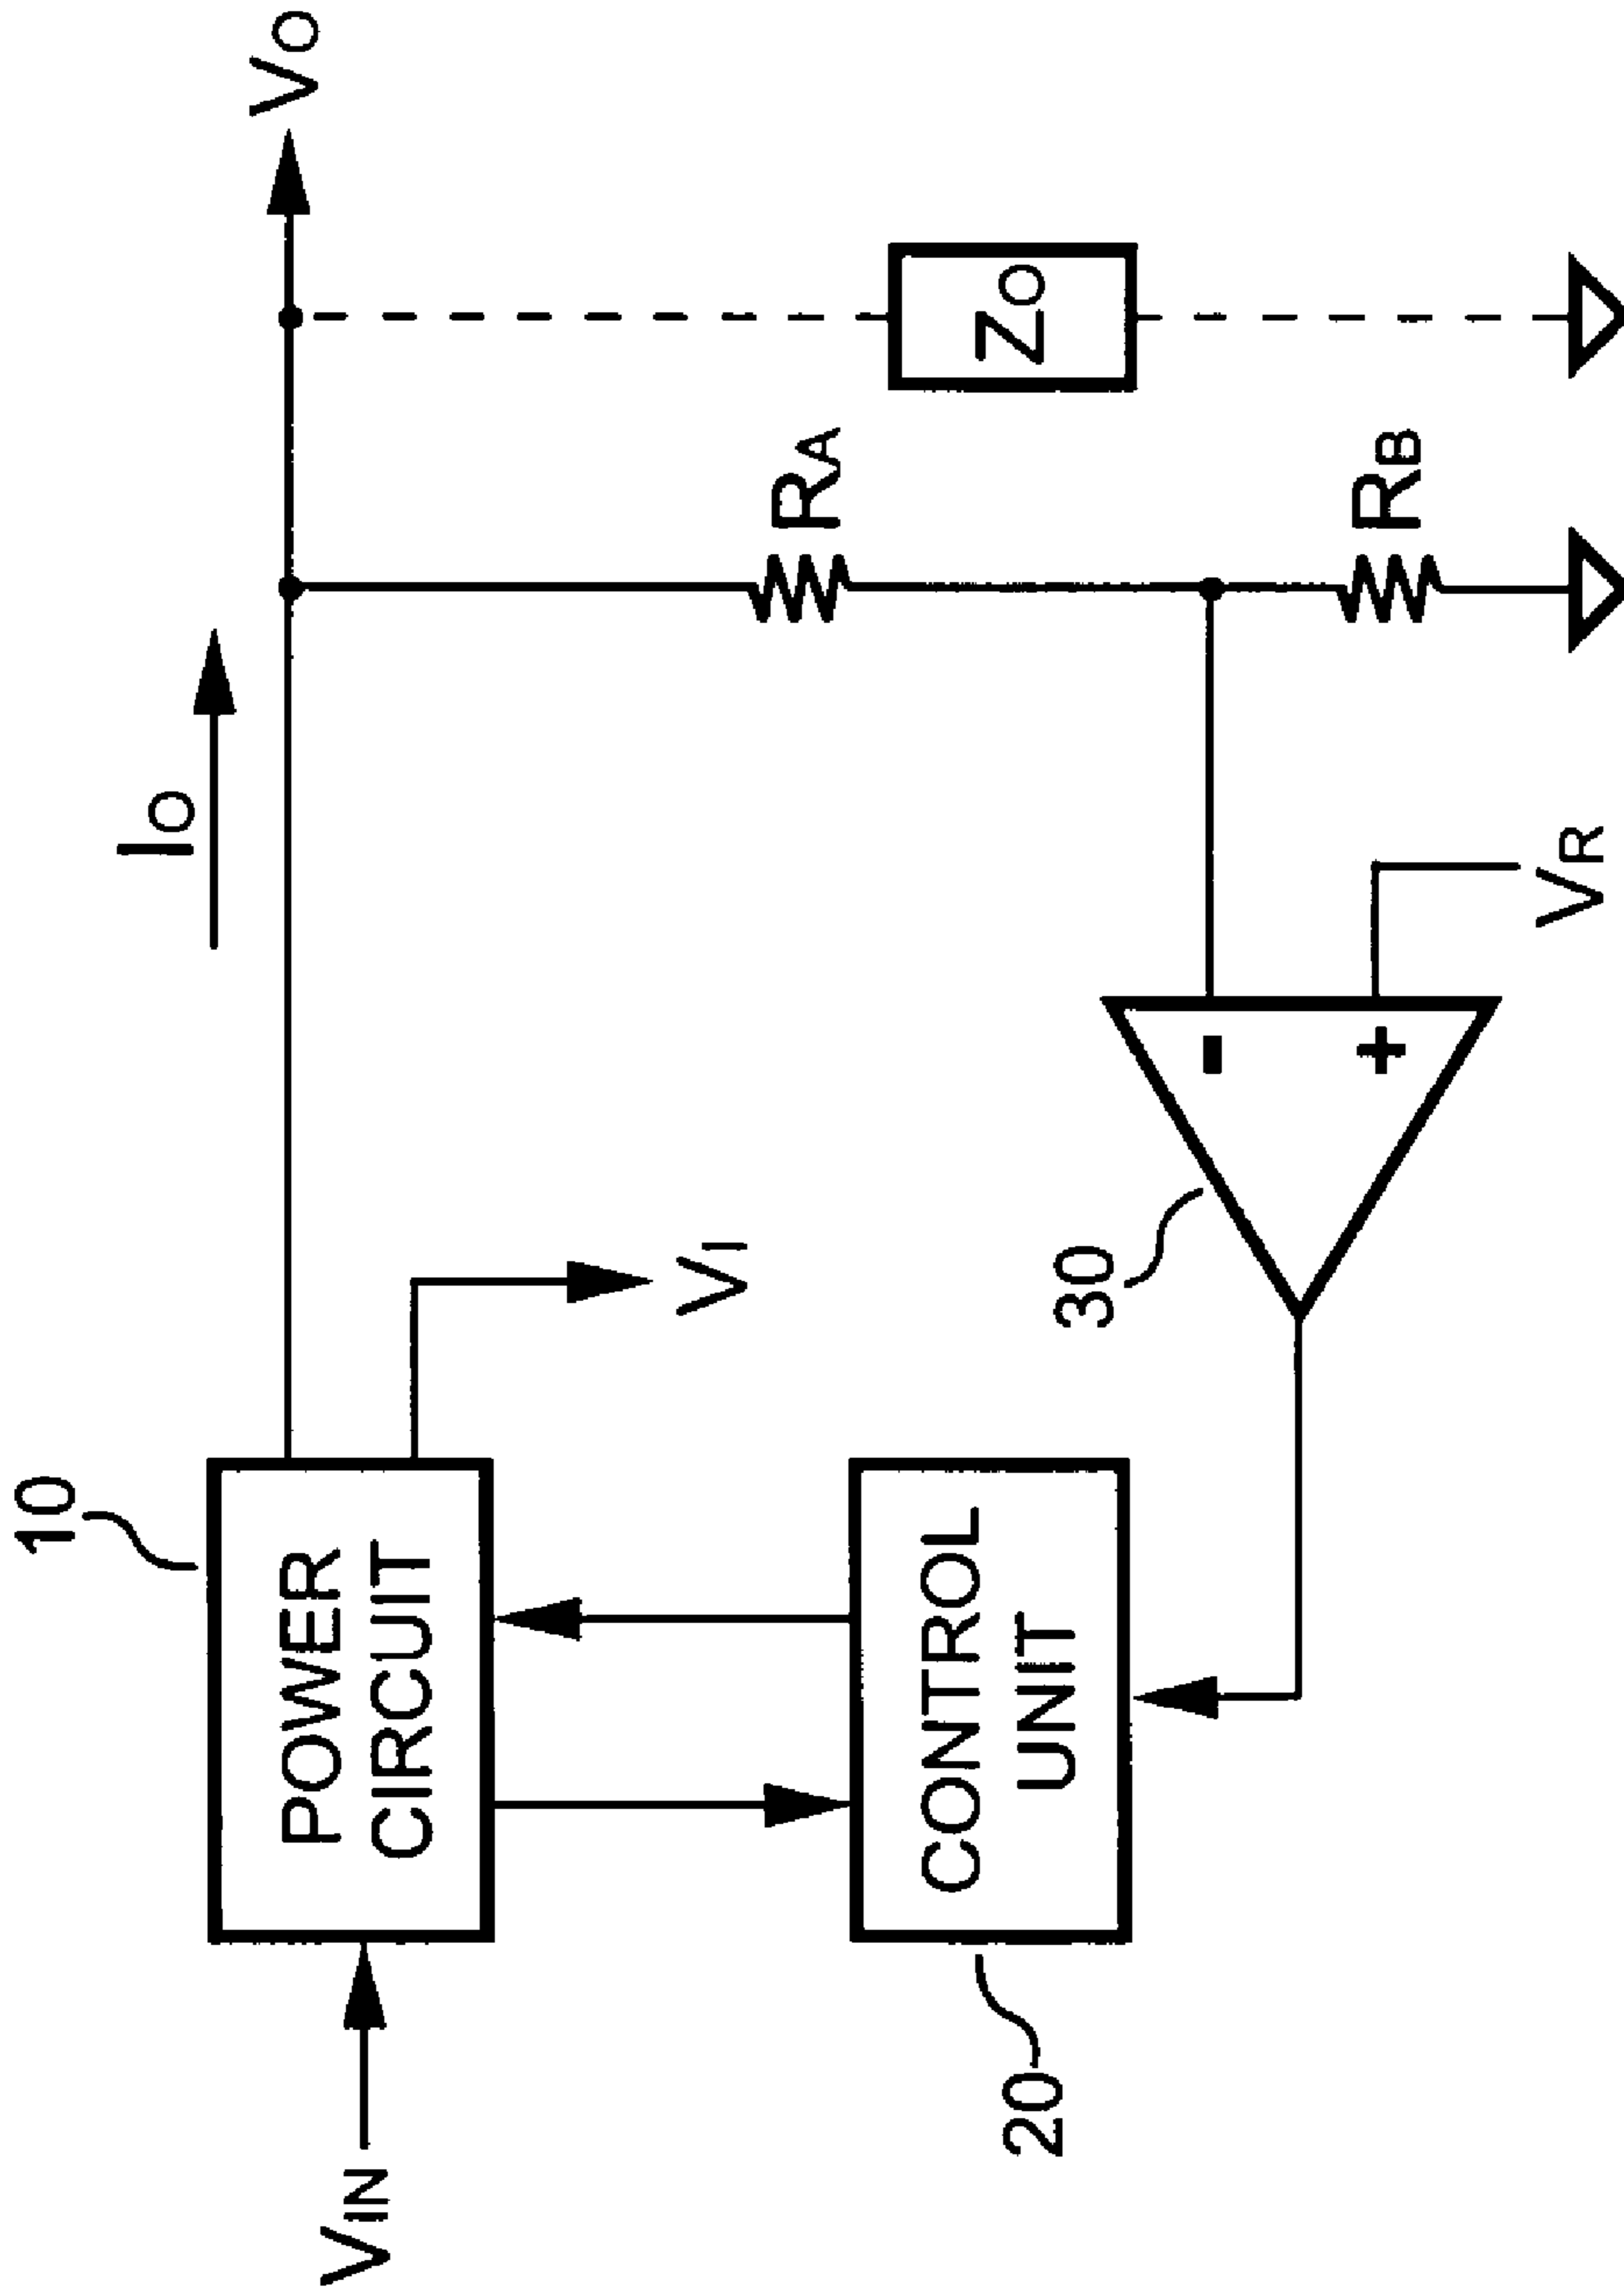 10
IO
VO
VIN
POWER
CIRCUIT
VI
RA
ZO
CONTROL
UNIT
20
30
-
+
RB
VR